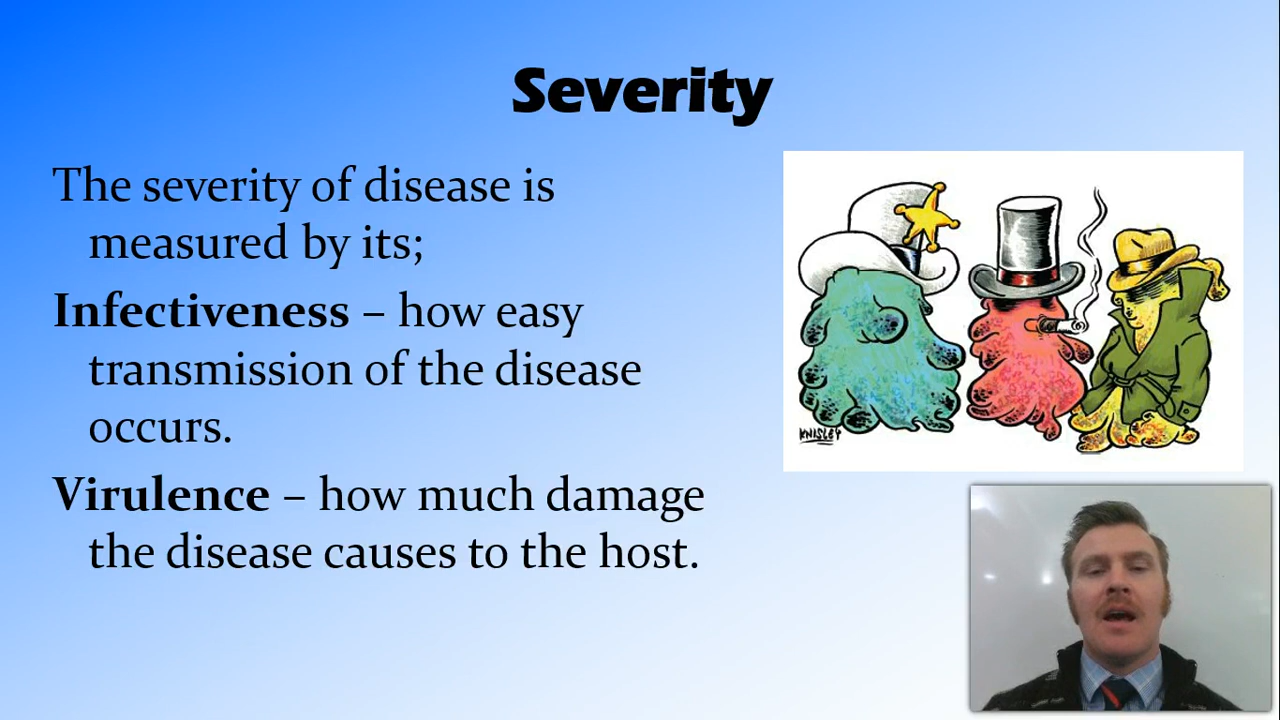 Severity
The severity of disease is
measured by its;
Infectiveness – how easy
transmission of the disease
occurs.
Virulence – how much damage
the disease causes to the host.
KNISLEY